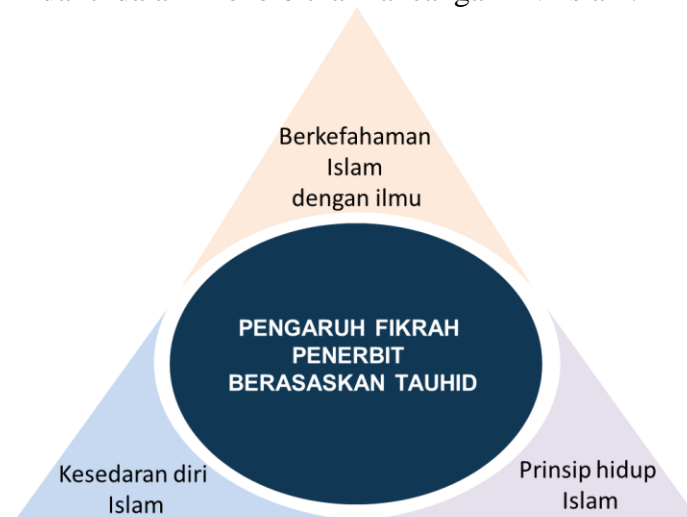 Berkefahaman
Islam
dengan ilmu
PENGARUH FIKRAH
PENERBIT
BERASASKAN TAUHID
Kesedaran diri
Islam
Prinsip hidup
Islam